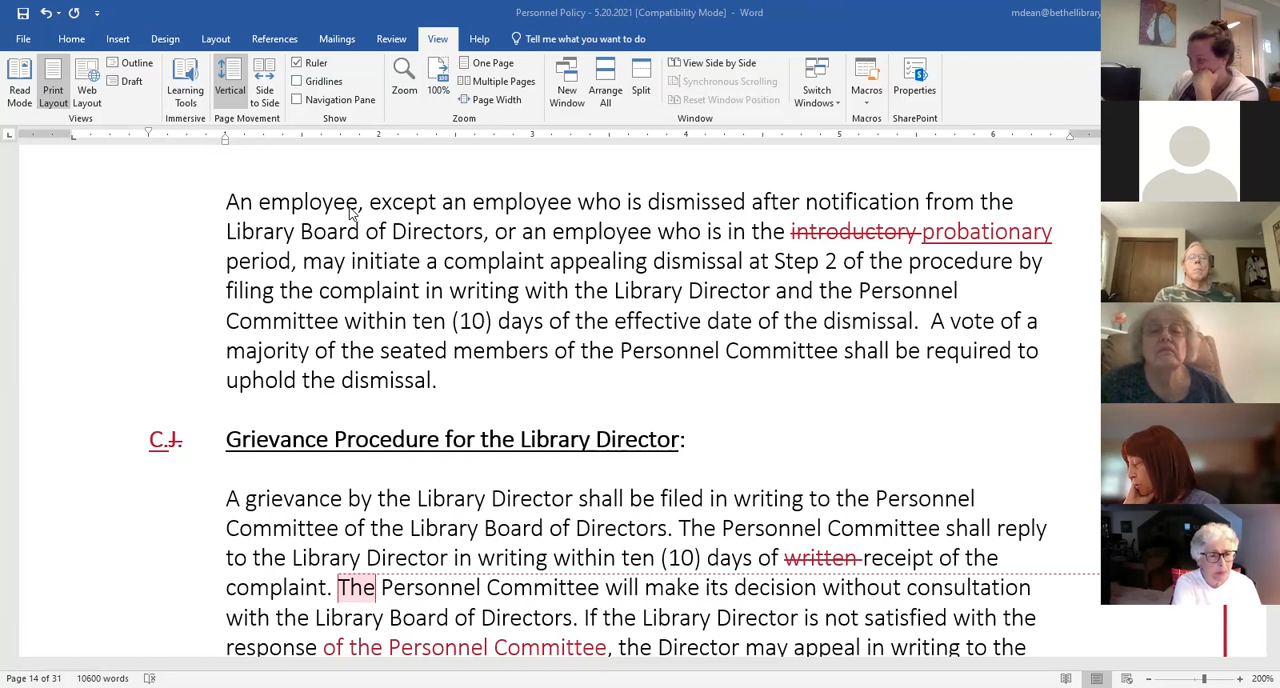 Personnel Policy - 5.20.2021 [Compatibility Mode] - Word
mdean@bethellibrary
File Home Insert Design Layout References Mailings Review View Help Tell me what you want to do
Read Mode
Print Layout
Web Layout
Outline
Draft
Views
Learning Tools
Immersive
Vertical
Side to Side
Page Movement
Ruler
Gridlines
Navigation Pane
Show
Zoom
100%
One Page
Multiple Pages
Page Width
Zoom
New Window
Arrange All
Split
View Side by Side
Synchronous Scrolling
Reset Window Position
Window
Switch Windows
Macros
Macros
Properties
SharePoint
2 3 4 5 6
An employee, except an employee who is dismissed after notification from the
Library Board of Directors, or an employee who is in the introductory probationary
period, may initiate a complaint appealing dismissal at Step 2 of the procedure by
filing the complaint in writing with the Library Director and the Personnel
Committee within ten (10) days of the effective date of the dismissal.  A vote of a
majority of the seated members of the Personnel Committee shall be required to
uphold the dismissal.
C.J. Grievance Procedure for the Library Director:
A grievance by the Library Director shall be filed in writing to the Personnel
Committee of the Library Board of Directors. The Personnel Committee shall reply
to the Library Director in writing within ten (10) days of written receipt of the
complaint. The Personnel Committee will make its decision without consultation
with the Library Board of Directors. If the Library Director is not satisfied with the
response of the Personnel Committee, the Director may appeal in writing to the
Page 14 of 31 10600 words
200%